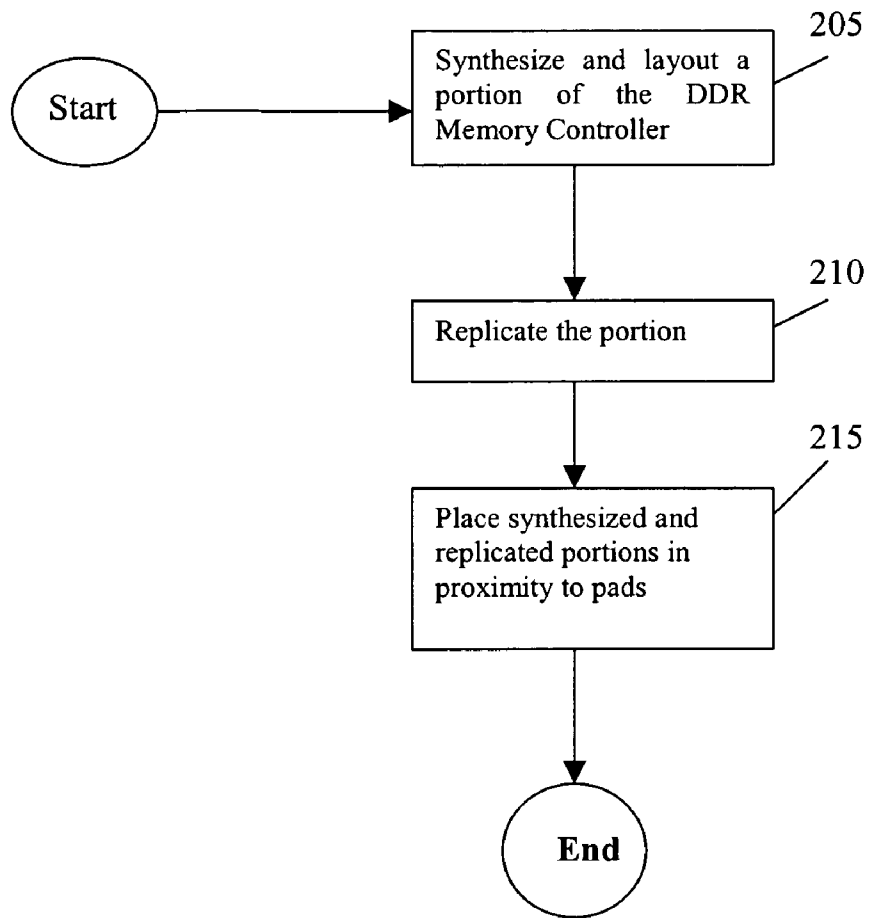 205
Synthesize and layout a
portion of the DDR
Memory Controller
Start
210
Replicate the portion
215
Place synthesized and
replicated portions in
proximity to pads
End